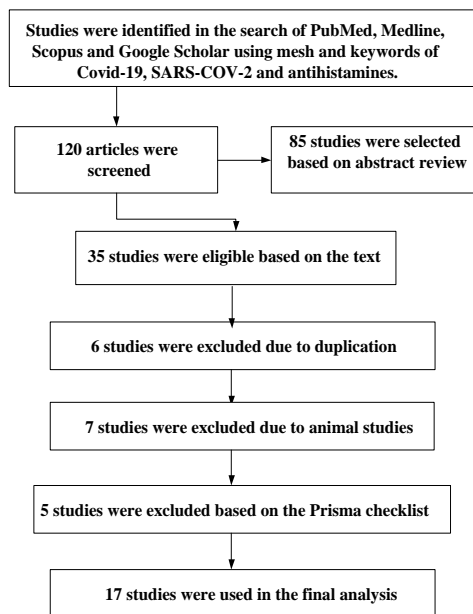 Studies were identified in the search of PubMed, Medline,
Scopus and Google Scholar using mesh and keywords of
Covid-19, SARS-COV-2 and antihistamines.
120 articles were
screened
85 studies were selected
based on abstract review
35 studies were eligible based on the text
6 studies were excluded due to duplication
7 studies were excluded due to animal studies
5 studies were excluded based on the Prisma checklist
17 studies were used in the final analysis